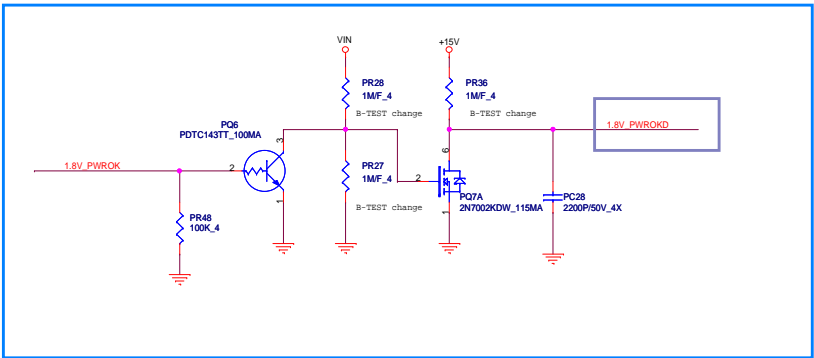 VIN
+15V
PR28
1M/F_4
B-TEST change
PR36
1M/F_4
B-TEST change
PQ6
PDTC143TT_100MA
3
1.8V_PWROK
2
1
PR48
100K_4
PR27
1M/F_4
B-TEST change
6
2
1
PQ7A
2N7002KDW_115MA
PC28
2200P/50V_4X
1.8V_PWROKD